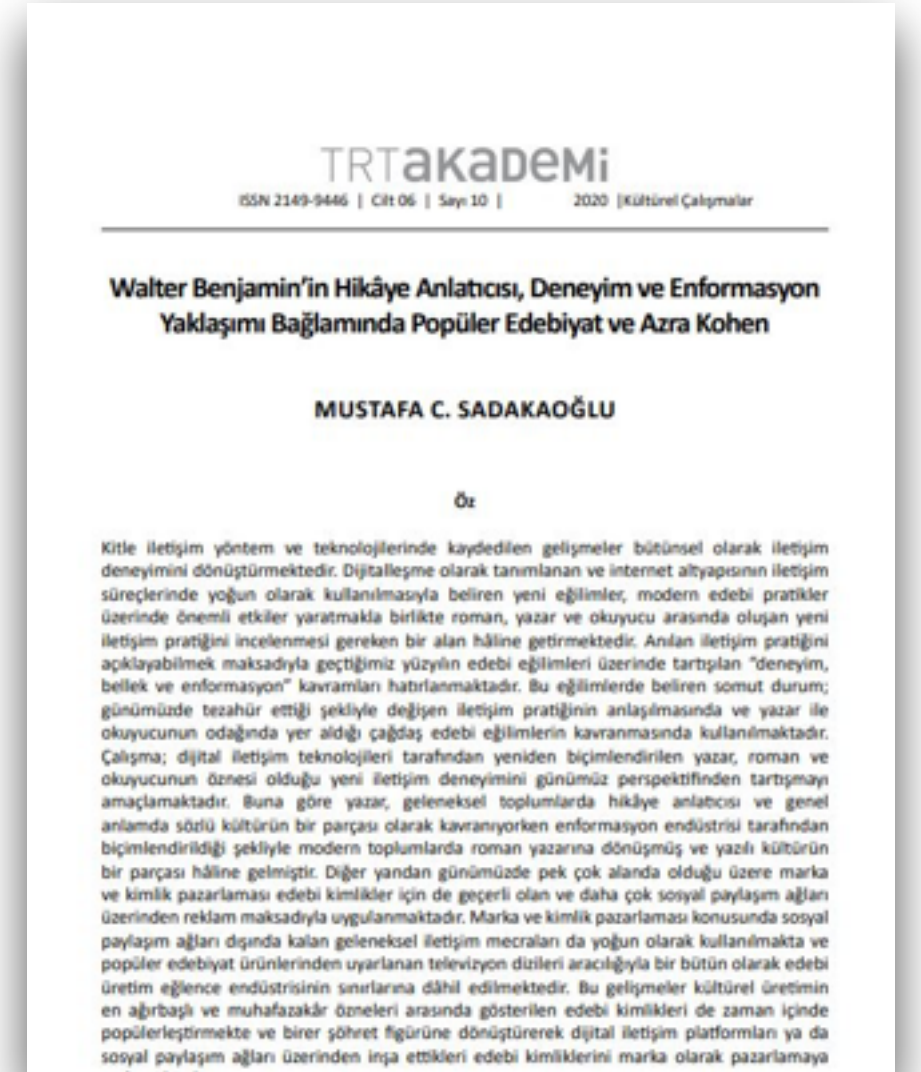 TRTaKaDeMi
ISSN 2149-9446 | Cilt 06 | Sayı 10 | 2020 |Kültürel Çalışmalar
Walter Benjamin’in Hikâye Anlatıcısı, Deneyim ve Enformasyon
Yaklaşımı Bağlamında Popüler Edebiyat ve Azra Kohen
MUSTAFA C. SADAKAOĞLU
Öz
Kitle iletişim yöntem ve teknolojilerinde kaydedilen gelişmeler bütünsel olarak iletişim
deneyimini dönüştürmektedir. Dijitalleşme olarak tanımlanan ve internet altyapısının iletişim
süreçlerinde yoğun olarak kullanılmasıyla beliren yeni eğilimler, modern edebi pratikler
üzerinde önemli etkiler yaratmakla birlikte roman, yazar ve okuyucu arasında oluşan yeni
iletişim pratiğini incelenmesi gereken bir alan hâline getirmektedir. Anılan iletişim pratiğini
açıklayabilmek maksadıyla geçtiğimiz yüzyılın edebi eğilimleri üzerinde tartışılan “deneyim,
bellek ve enformasyon” kavramları hatırlanmaktadır. Bu eğilimlerde beliren somut durum;
günümüzde tezahür ettiği şekliyle değişen iletişim pratiğinin anlaşılmasında ve yazar ile
okuyucunun odağında yer aldığı çağdaş edebi eğilimlerin kavranmasında kullanılmaktadır.
Çalışma; dijital iletişim teknolojileri tarafından yeniden biçimlendirilen yazar, roman ve
okuyucunun öznesi olduğu yeni iletişim deneyimini günümüz perspektifinden tartışmayı
amaçlamaktadır. Buna göre yazar, geleneksel toplumlarda hikâye anlatıcısı ve genel
anlamda sözlü kültürün bir parçası olarak kavranıyorken enformasyon endüstrisi tarafından
biçimlendirildiği şekliyle modern toplumlarda roman yazarına dönüşmüş ve yazılı kültürün
bir parçası hâline gelmiştir. Diğer yandan günümüzde pek çok alanda olduğu üzere marka
ve kimlik pazarlaması edebi kimlikler için de geçerli olan ve daha çok sosyal paylaşım ağları
üzerinden reklam maksadıyla uygulanmaktadır. Marka ve kimlik pazarlaması konusunda sosyal
paylaşım ağları dışında kalan geleneksel iletişim mecraları da yoğun olarak kullanılmakta ve
popüler edebiyat ürünlerinden uyarlanan televizyon dizileri aracılığıyla bir bütün olarak edebi
üretim eğlence endüstrisinin sınırlarına dâhil edilmektedir. Bu gelişmeler kültürel üretimin
en ağırbaşlı ve muhafazakâr özneleri arasında gösterilen edebi kimlikleri de zaman içinde
popülerleştirmekte ve birer şöhret figürüne dönüştürerek dijital iletişim platformları ya da
sosyal paylaşım ağları üzerinden inşa ettikleri edebi kimliklerini marka olarak pazarlamaya